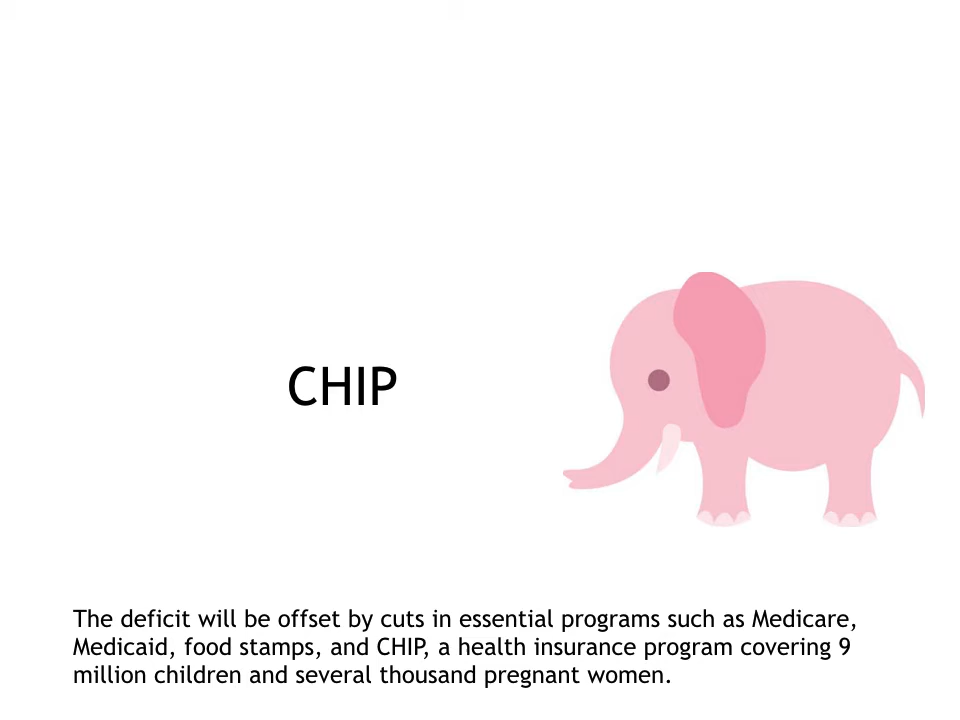 CHIP
The deficit will be offset by cuts in essential programs such as Medicare,
Medicaid, food stamps, and CHIP, a health insurance program covering 9
million children and several thousand pregnant women.